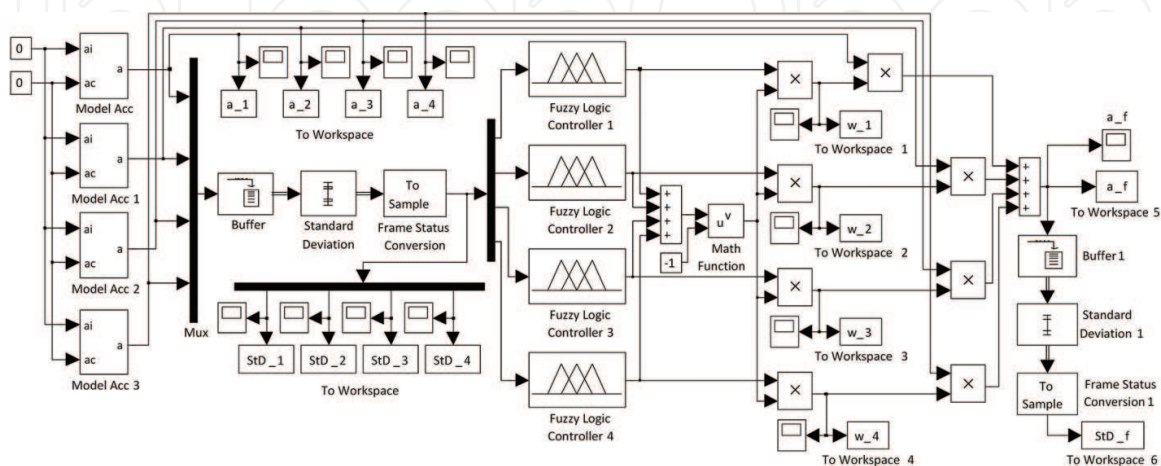 0
0
ai
ac
a
Model Acc
ai
ac
a
Model Acc 1
ai
ac
a
Model Acc 2
ai
ac
a
Model Acc 3
Mux
a_1
a_2
a_3
a_4
To Workspace
Buffer
Standard
Deviation
To
Sample
Frame Status
Conversion
StD_1
StD_2
StD_3
StD_4
To Workspace
Fuzzy Logic
Controller 1
Fuzzy Logic
Controller 2
Fuzzy Logic
Controller 3
Fuzzy Logic
Controller 4
+
+
+
+
-1
u^v
Math
Function
×
×
w_1
To Workspace 1
×
×
w_2
To Workspace 2
×
×
w_3
To Workspace 3
×
×
w_4
To Workspace 4
+
+
+
+
a_f
a_f
To Workspace 5
Buffer 1
Standard
Deviation 1
To
Sample
Frame Status
Conversion 1
StD_f
To Workspace 6